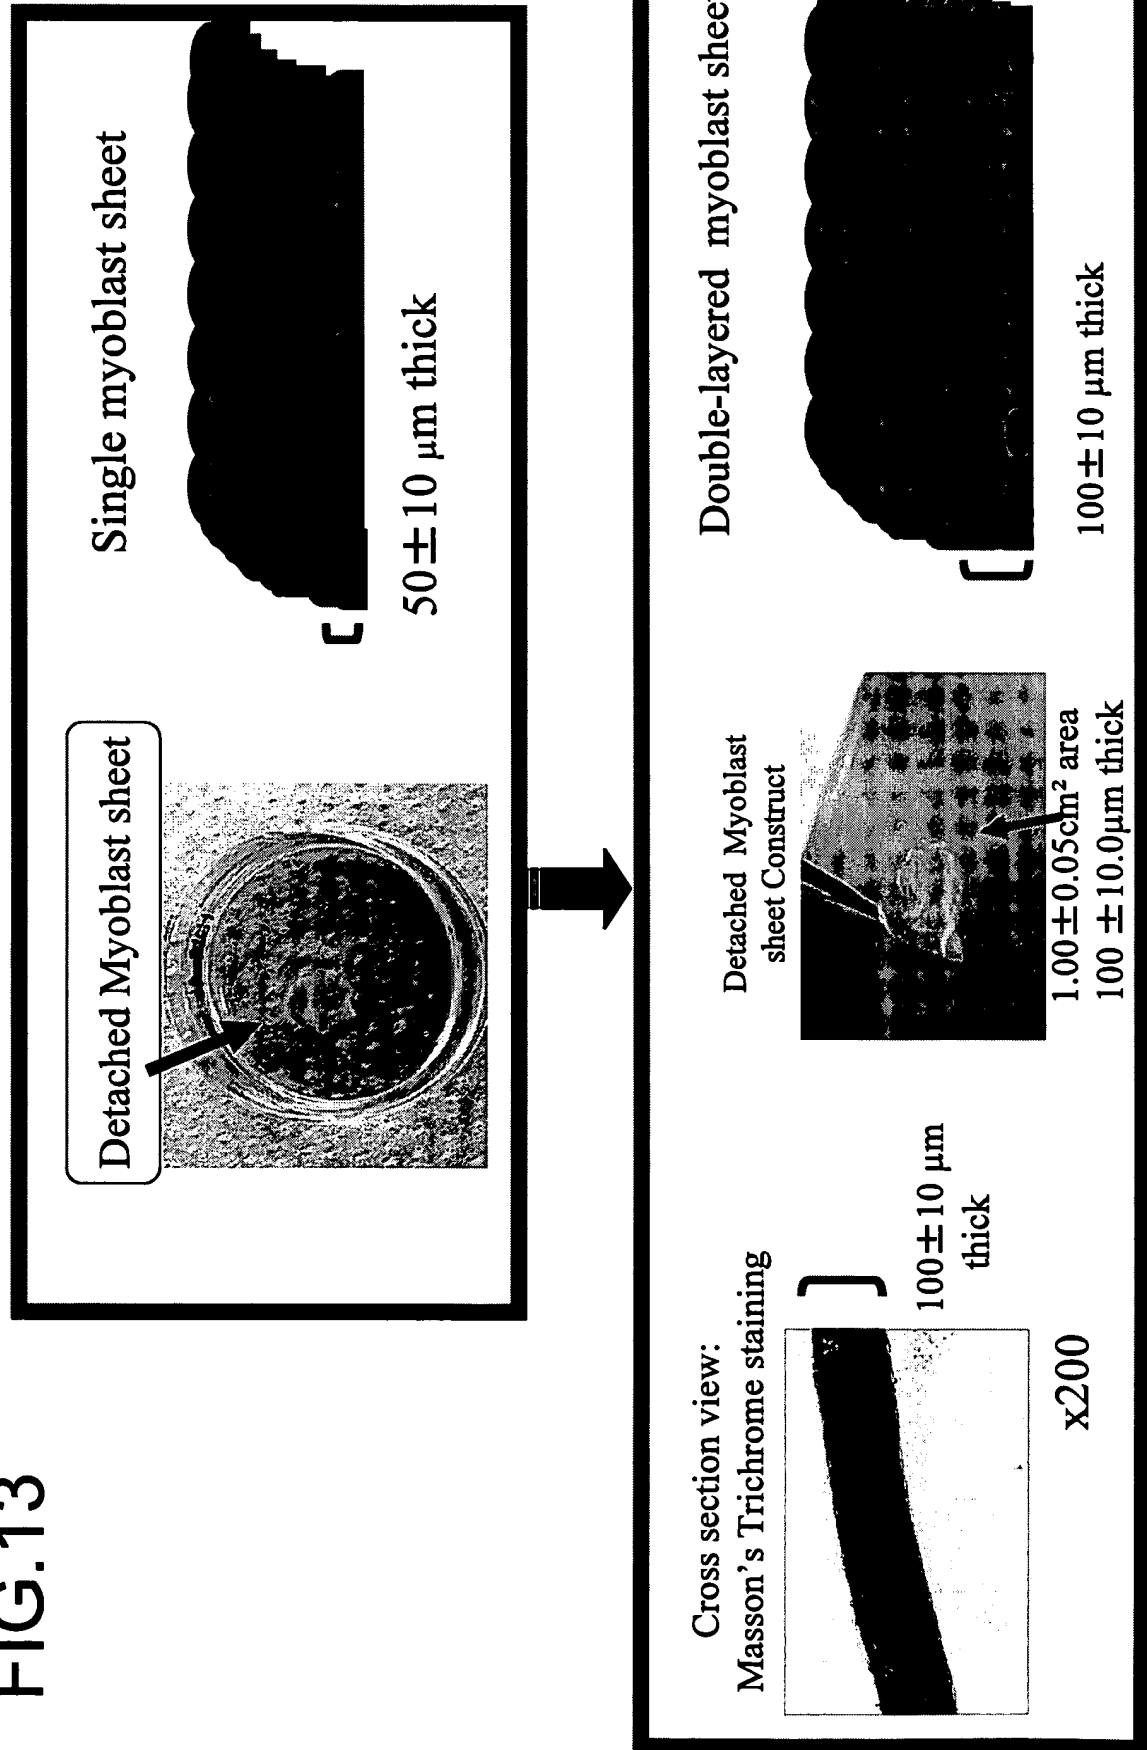 FIG.13
Detached Myoblast sheet
Single myoblast sheet
50±10 μm thick
Cross section view:
Masson's Trichrome staining
100±10 μm
thick
x200
Detached Myoblast
sheet Construct
1.00±0.05cm² area
100 ±10.0μm thick
Double-layered myoblast
100±10 μm thick